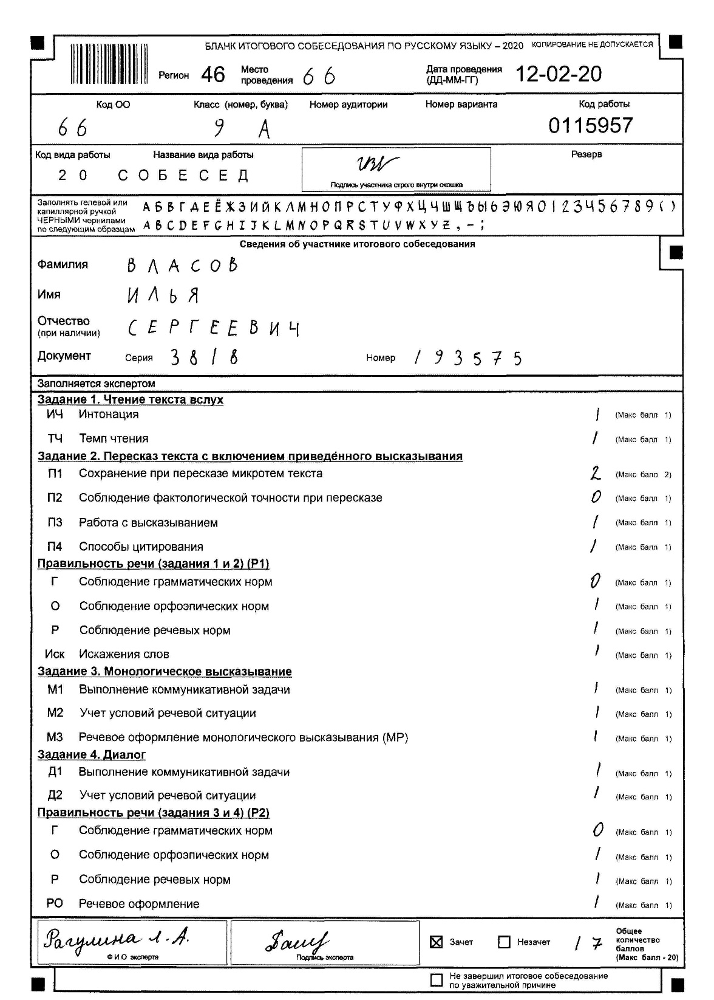 БЛАНК ИТОГОВОГО СОБЕСЕДОВАНИЯ ПО РУССКОМУ ЯЗЫКУ – 2020 КОПИРОВАНИЕ НЕ ДОПУСКАЕТСЯ
Регион 46 Место проведения 66 Дата проведения (ДД-ММ-ГГ) 12-02-20
Код ОО Класс (номер, буква) Номер аудитории Номер варианта Код работы
66 9 А 0115957
Код вида работы Название вида работы Резерв
20 СОБЕСЕД
Подпись участника строго внутри окошка
Заполнять гелевой или
капиллярной ручкой
ЧЕРНЫМИ чернилами
по следующим образцам
АБВГДЕЁЖЗИЙКЛМНОПРСТУФХЦЧШЩЪЫЬЭЮЯ0123456789()
ABCDEFGHIJKLMNOPQRSTUVWXYZ,-;
Сведения об участнике итогового собеседования
Фамилия ВЛАСОВ
Имя ИЛЬЯ
Отчество СЕРГЕЕВИЧ
(при наличии)
Документ Серия 3818 Номер 193575
Заполняется экспертом
Задание 1. Чтение текста вслух
ИЧ Интонация 1 (Макс балл 1)
ТЧ Темп чтения 1 (Макс балл 1)
Задание 2. Пересказ текста с включением приведённого высказывания
П1 Сохранение при пересказе микротем текста 2 (Макс балл 2)
П2 Соблюдение фактологической точности при пересказе 0 (Макс балл 1)
П3 Работа с высказыванием 1 (Макс балл 1)
П4 Способы цитирования 1 (Макс балл 1)
Правильность речи (задания 1 и 2) (Р1)
Г Соблюдение грамматических норм 0 (Макс балл 1)
О Соблюдение орфоэпических норм 1 (Макс балл 1)
Р Соблюдение речевых норм 1 (Макс балл 1)
Иск Искажения слов 1 (Макс балл 1)
Задание 3. Монологическое высказывание
М1 Выполнение коммуникативной задачи 1 (Макс балл 1)
М2 Учет условий речевой ситуации 1 (Макс балл 1)
М3 Речевое оформление монологического высказывания (МР) 1 (Макс балл 1)
Задание 4. Диалог
Д1 Выполнение коммуникативной задачи 1 (Макс балл 1)
Д2 Учет условий речевой ситуации 1 (Макс балл 1)
Правильность речи (задания 3 и 4) (Р2)
Г Соблюдение грамматических норм 0 (Макс балл 1)
О Соблюдение орфоэпических норм 1 (Макс балл 1)
Р Соблюдение речевых норм 1 (Макс балл 1)
РО Речевое оформление 1 (Макс балл 1)
Рагулина Л.А.
ФИО эксперта
Подпись эксперта
Зачет Незачет 17
Общее
количество
баллов
(Макс балл - 20)
Не завершил итоговое собеседование
по уважительной причине